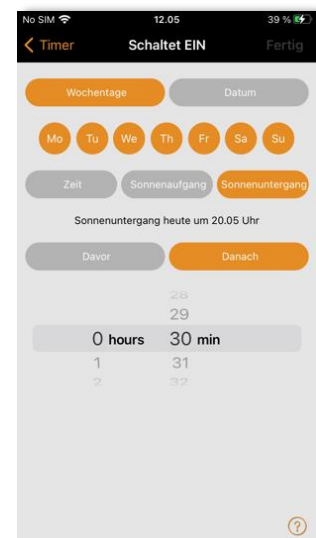 No SIM 12.05 39 %
Timer Schaltet EIN Fertig
Wochentage Datum
Mo Tu We Th Fr Sa Su
Zeit Sonnenaufgang Sonnenuntergang
Sonnenuntergang heute um 20.05 Uhr
Davor Danach
28
29
0 hours 30 min
1 31
2 32
?